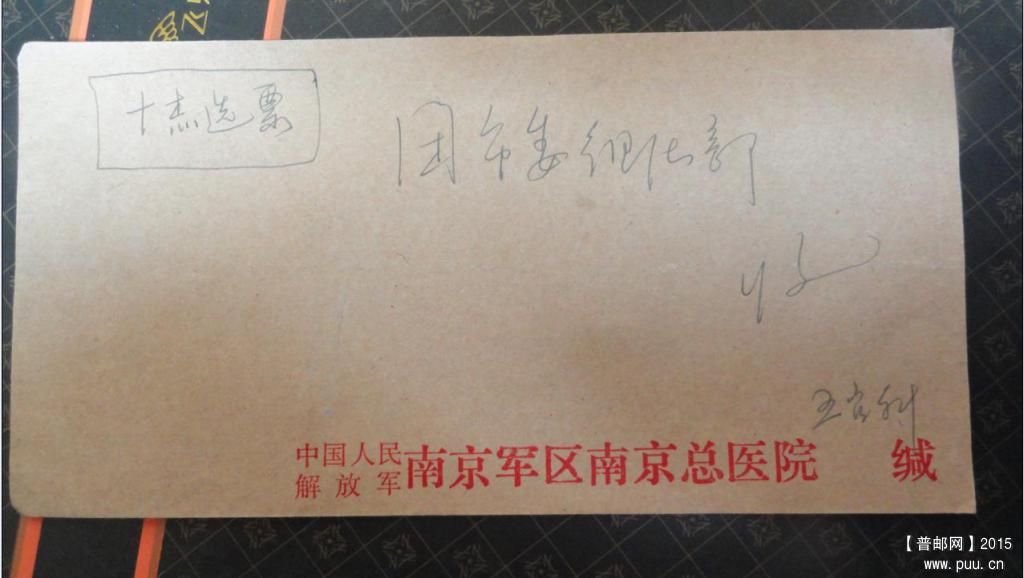 十杰选票
团市委组织部
收
中国人民
解放军
南京军区南京总医院 缄
【普邮网】2015
www.puu.cn